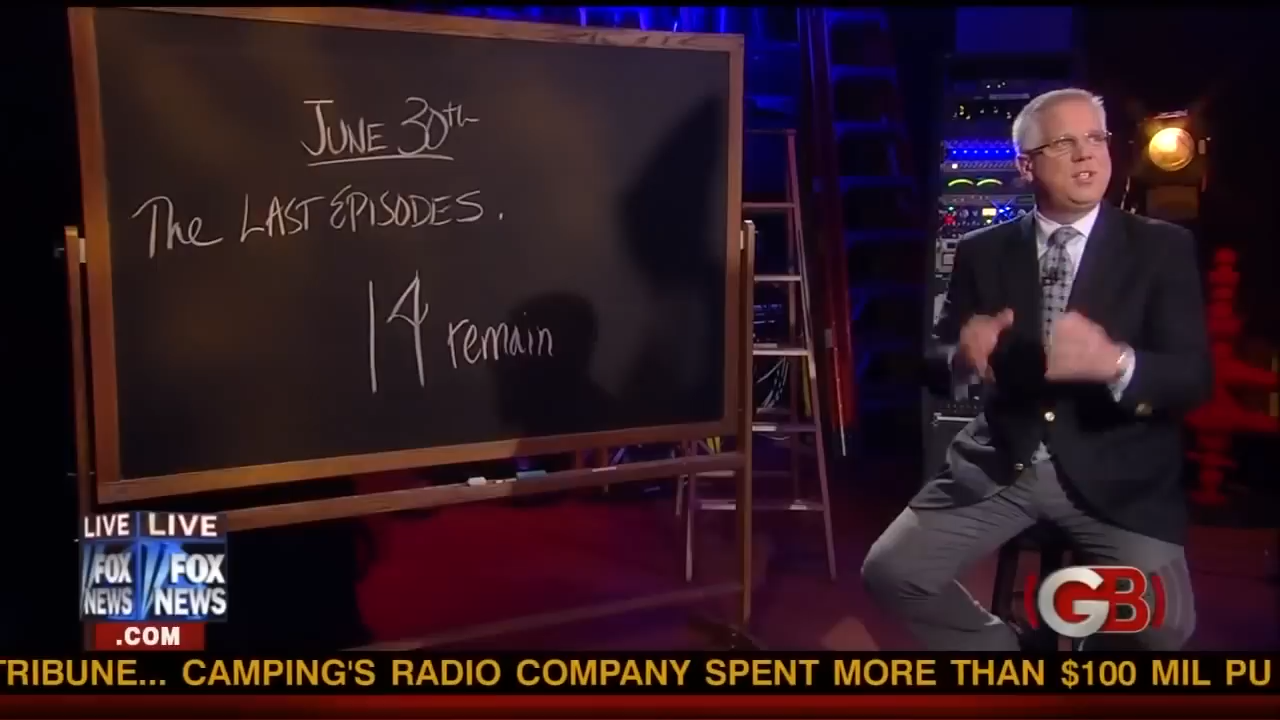 JUNE 30th
The LAST EPISODES.
14 remain
LIVE LIVE
FOX FOX
NEWS NEWS
.COM
GB
TRIBUNE... CAMPING'S RADIO COMPANY SPENT MORE THAN $100 MIL PU